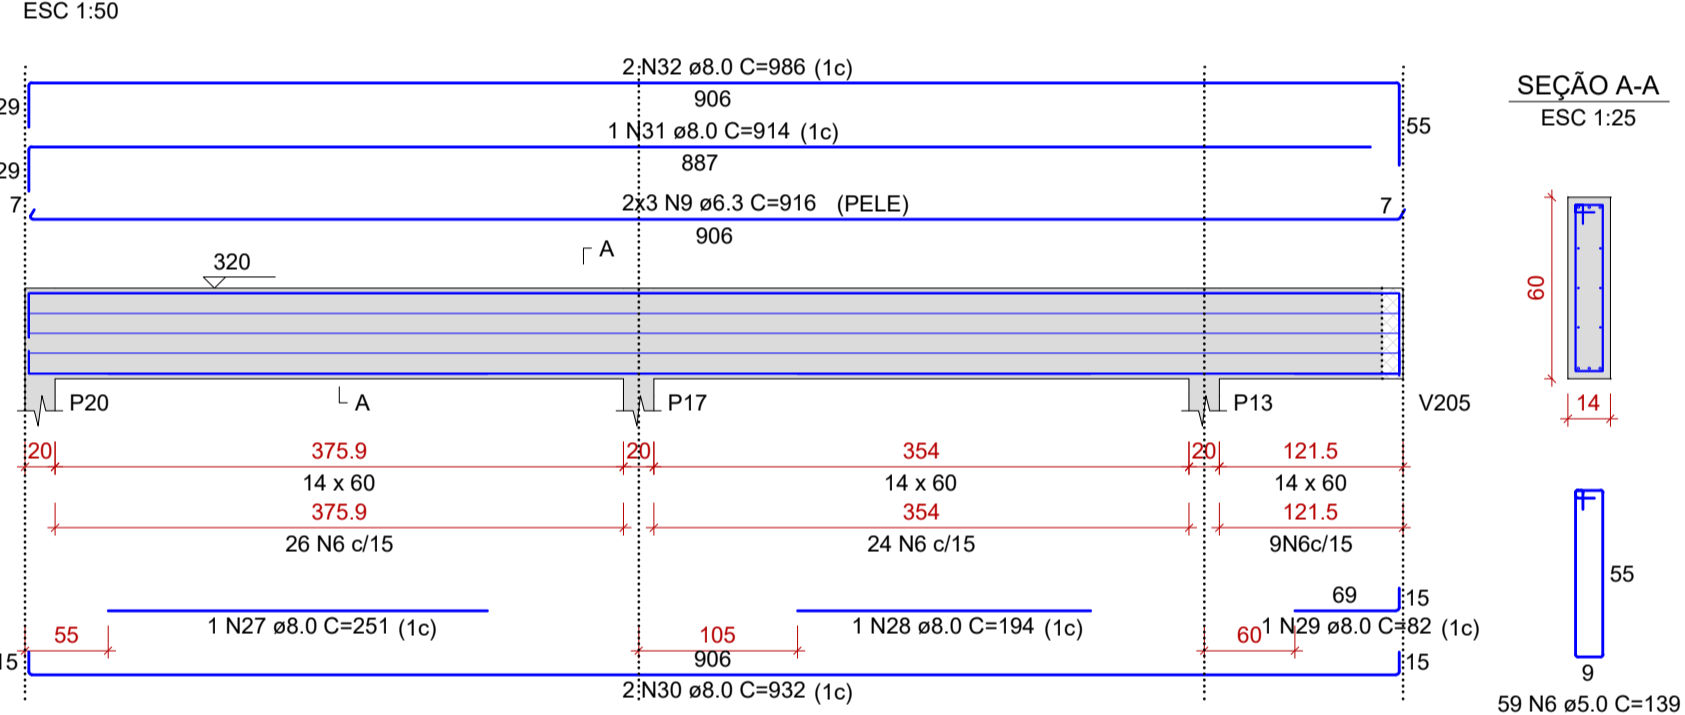 ESC 1:50
2 N32 ø8.0 C=986 (1c)
29
906
55
1 N31 ø8.0 C=914 (1c)
29
887
2x3 N9 ø6.3 C=916 (PELE)
7
7
906
A
320
A
P20
P17
P13
V205
20
375.9
20
354
20
121.5
14 x 60
14 x 60
14 x 60
375.9
354
121.5
26 N6 c/15
24 N6 c/15
9N6c/15
69
15
1 N27 ø8.0 C=251 (1c)
1 N28 ø8.0 C=194 (1c)
1 N29 ø8.0 C=82 (1c)
55
105
60
15
906
15
2 N30 ø8.0 C=932 (1c)
SEÇÃO A-A
ESC 1:25
60
14
55
9
59 N6 ø5.0 C=139